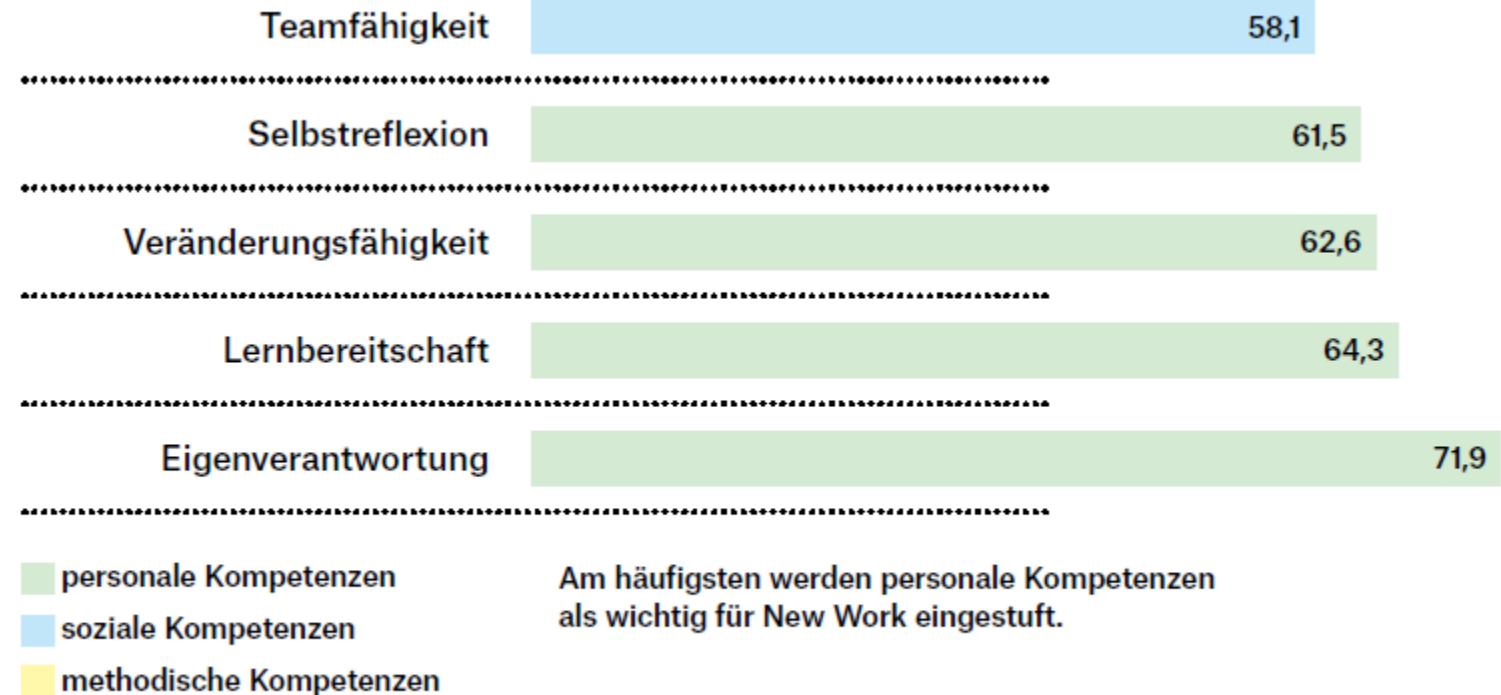 Teamfähigkeit 58,1
Selbstreflexion 61,5
Veränderungsfähigkeit 62,6
Lernbereitschaft 64,3
Eigenverantwortung 71,9
personale Kompetenzen
soziale Kompetenzen
methodische Kompetenzen
Am häufigsten werden personale Kompetenzen
als wichtig für New Work eingestuft.